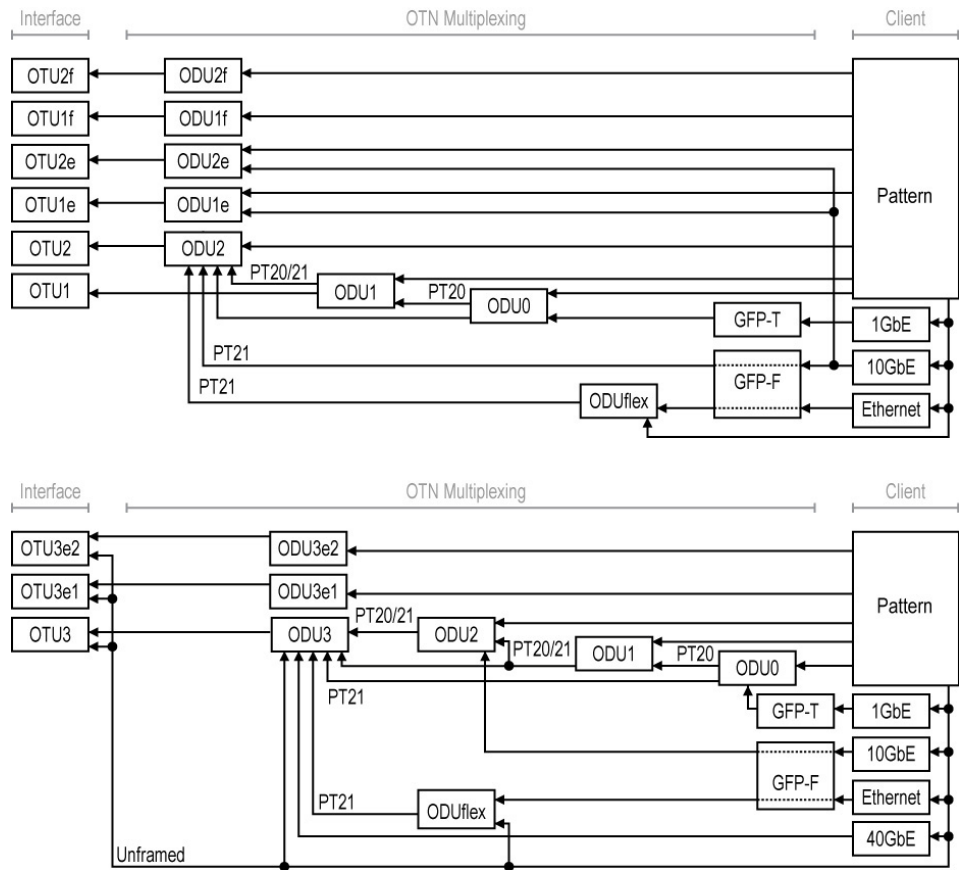 Interface OTN Multiplexing Client
OTU2f ODU2f
OTU1f ODU1f
OTU2e ODU2e
OTU1e ODU1e Pattern
OTU2 ODU2
PT20/21
OTU1 ODU1 PT20 ODU0
GFP-T 1GbE
PT21 10GbE
GFP-F
PT21
ODUflex Ethernet
Interface OTN Multiplexing Client
OTU3e2 ODU3e2
OTU3e1 ODU3e1 Pattern
PT20/21
OTU3 ODU3 ODU2
PT20/21 ODU1 PT20 ODU0
PT21
GFP-T 1GbE
10GbE
GFP-F
PT21 Ethernet
ODUflex
40GbE
Unframed